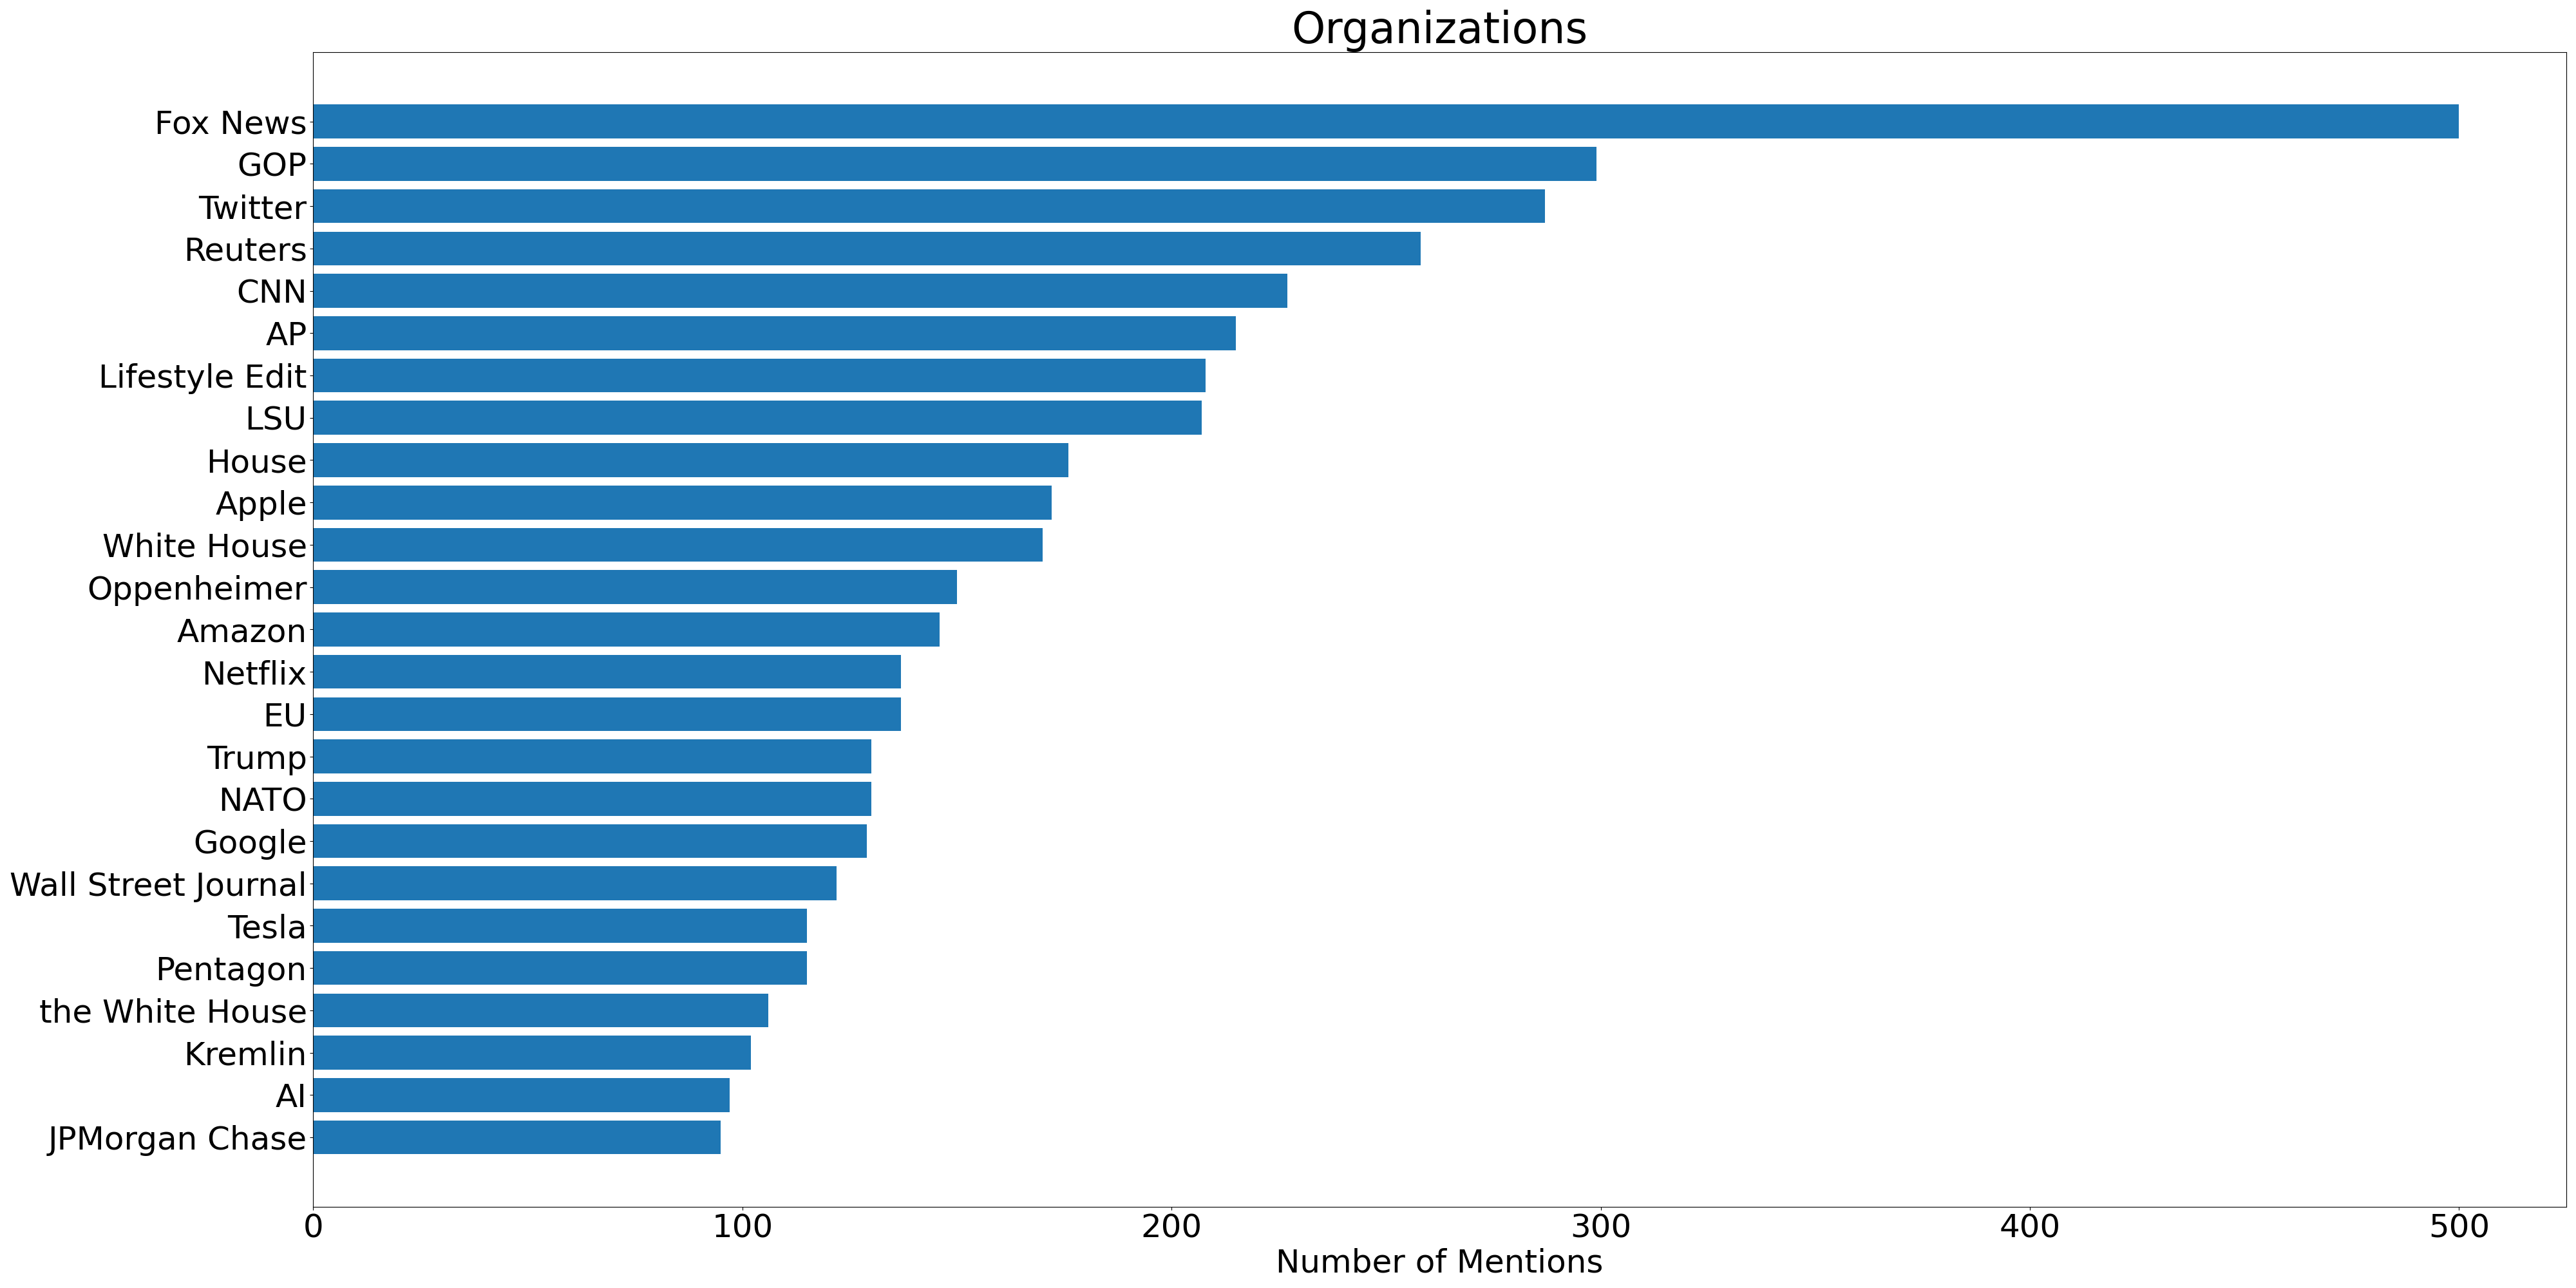 Organizations
Fox News
GOP
Twitter
Reuters
CNN
AP
Lifestyle Edit
LSU
House
Apple
White House
Oppenheimer
Amazon
Netflix
EU
Trump
NATO
Google
Wall Street Journal
Tesla
Pentagon
the White House
Kremlin
AI
JPMorgan Chase
0 100 200 300 400 500
Number of Mentions